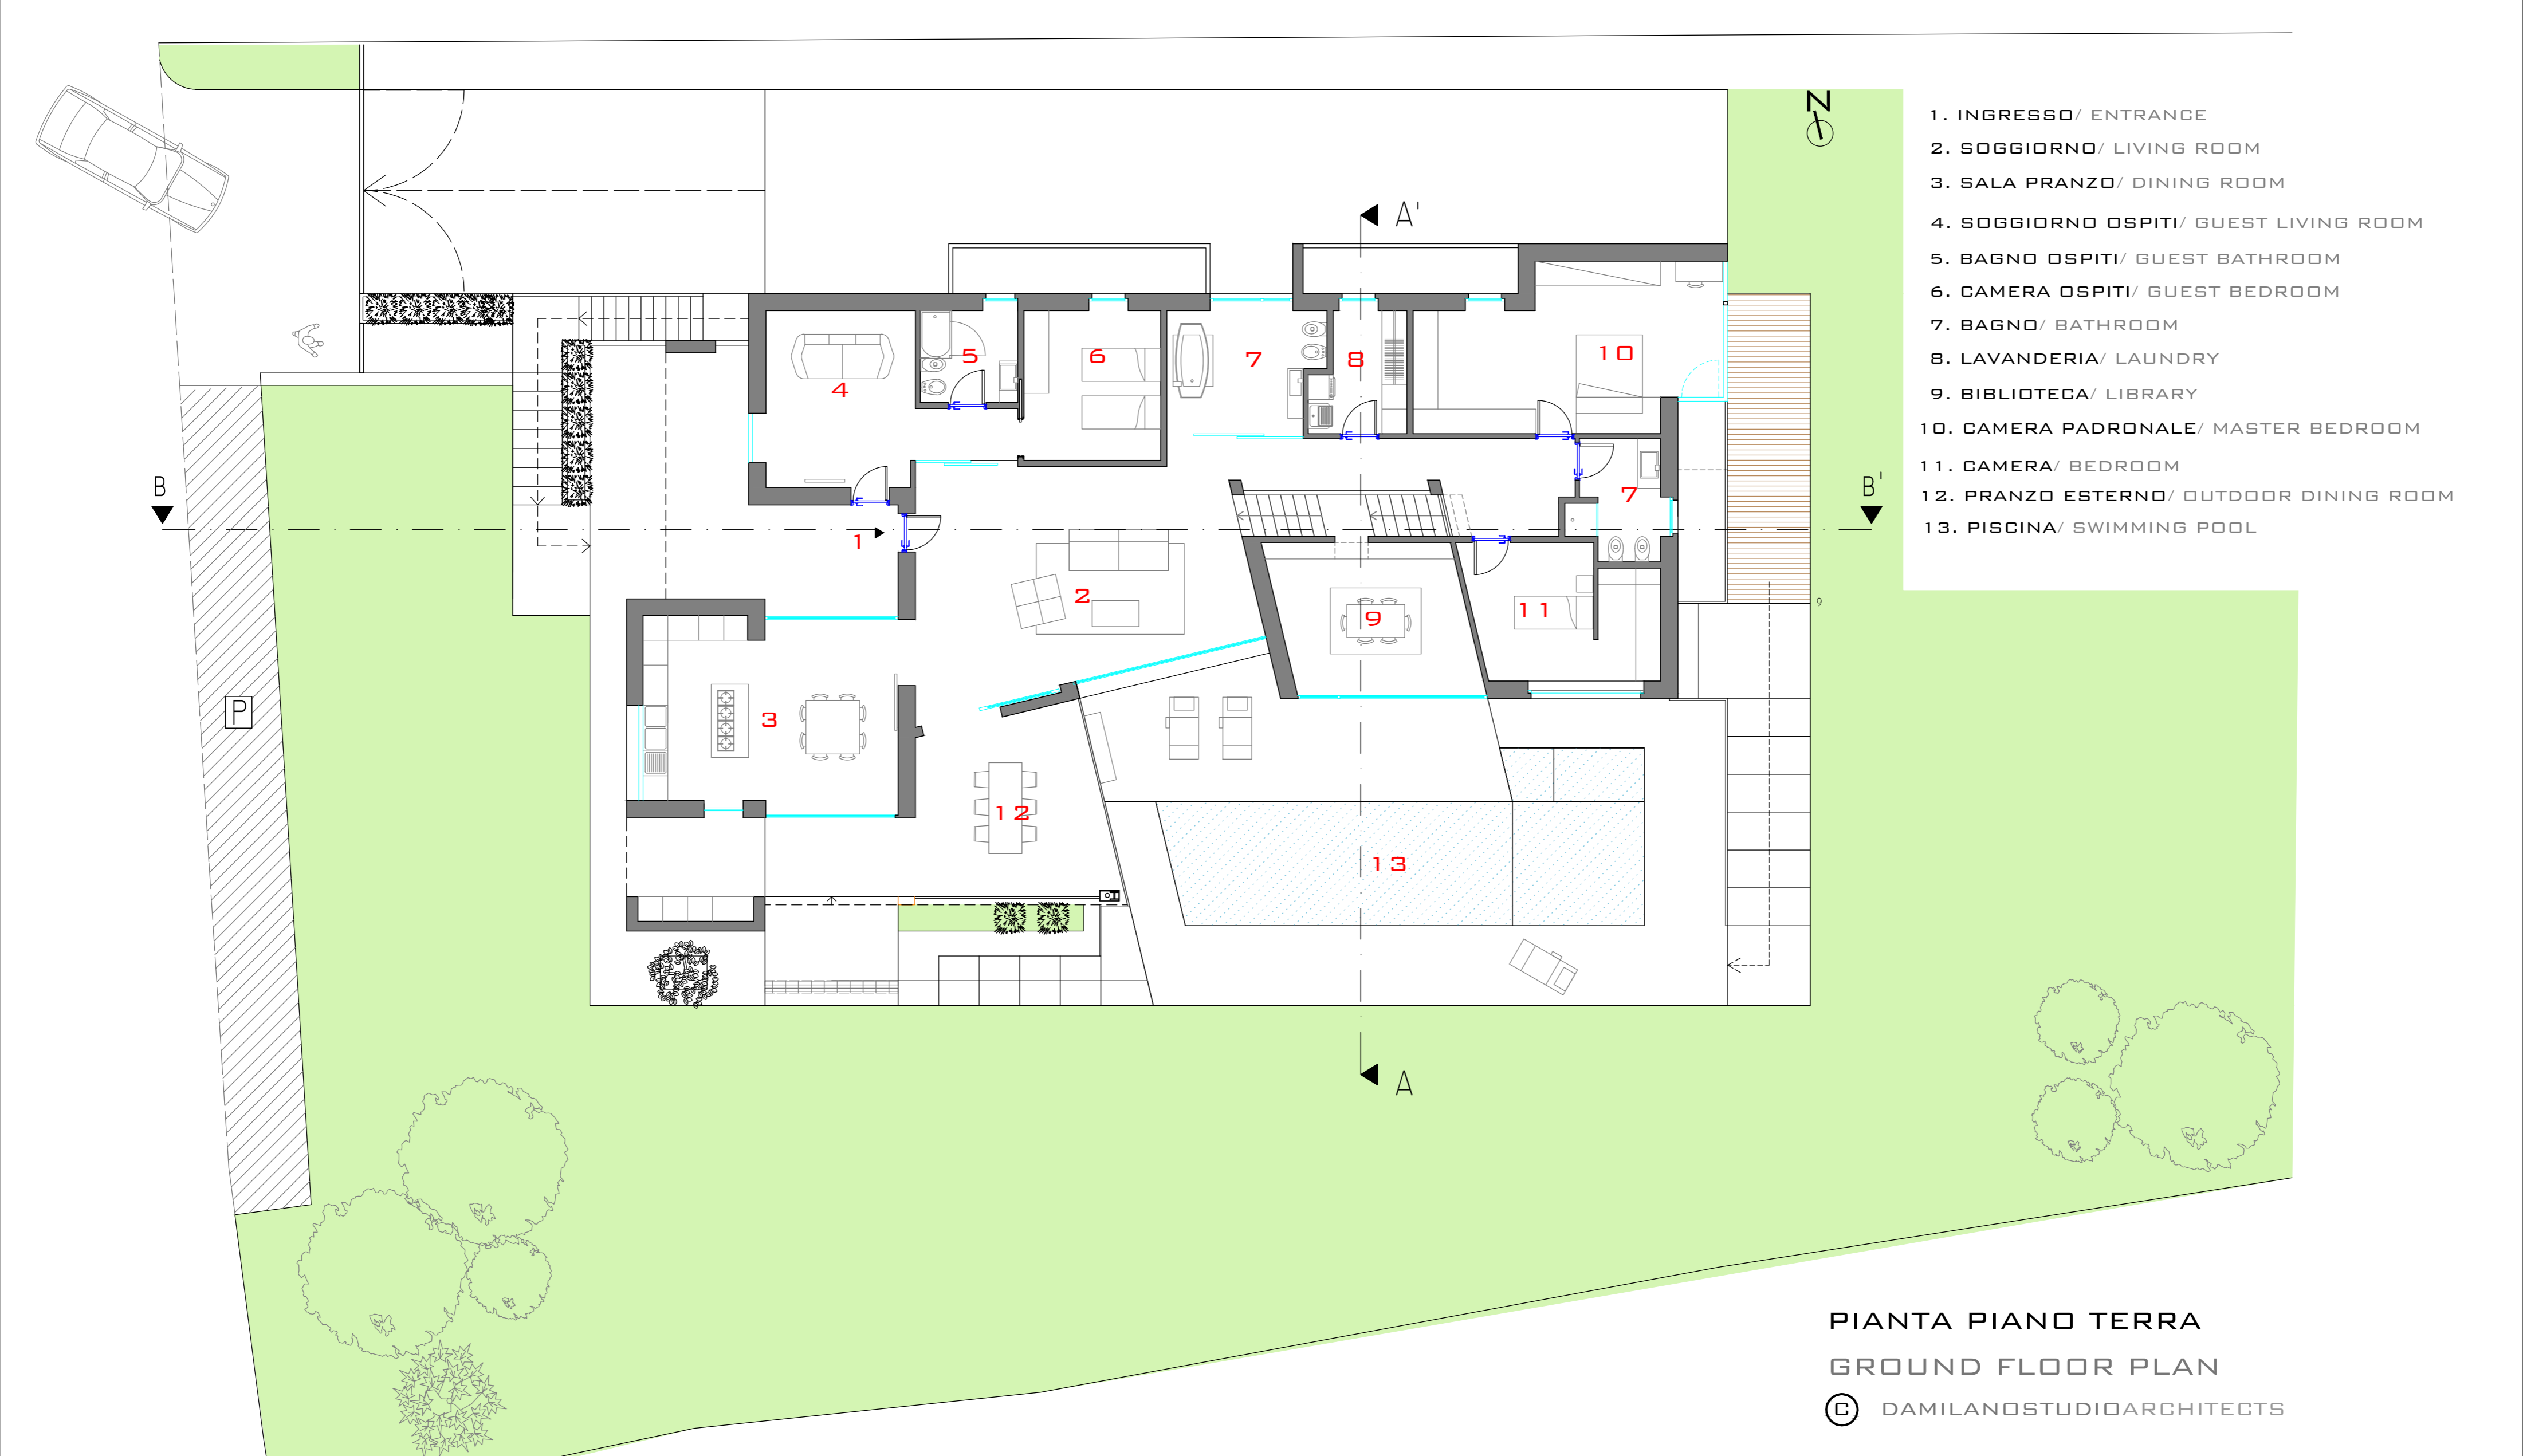 N
1. INGRESSO/ ENTRANCE
2. SOGGIORNO/ LIVING ROOM
3. SALA PRANZO/ DINING ROOM
4. SOGGIORNO OSPITI/ GUEST LIVING ROOM
5. BAGNO OSPITI/ GUEST BATHROOM
6. CAMERA OSPITI/ GUEST BEDROOM
7. BAGNO/ BATHROOM
8. LAVANDERIA/ LAUNDRY
9. BIBLIOTECA/ LIBRARY
10. CAMERA PADRONALE/ MASTER BEDROOM
11. CAMERA/ BEDROOM
12. PRANZO ESTERNO/ OUTDOOR DINING ROOM
13. PISCINA/ SWIMMING POOL
A'
4
5
6
7
8
10
B
7
B'
1
2
9
11
9
P
3
12
13
A
PIANTA PIANO TERRA
GROUND FLOOR PLAN
© DAMILANOSTUDIOARCHITECTS